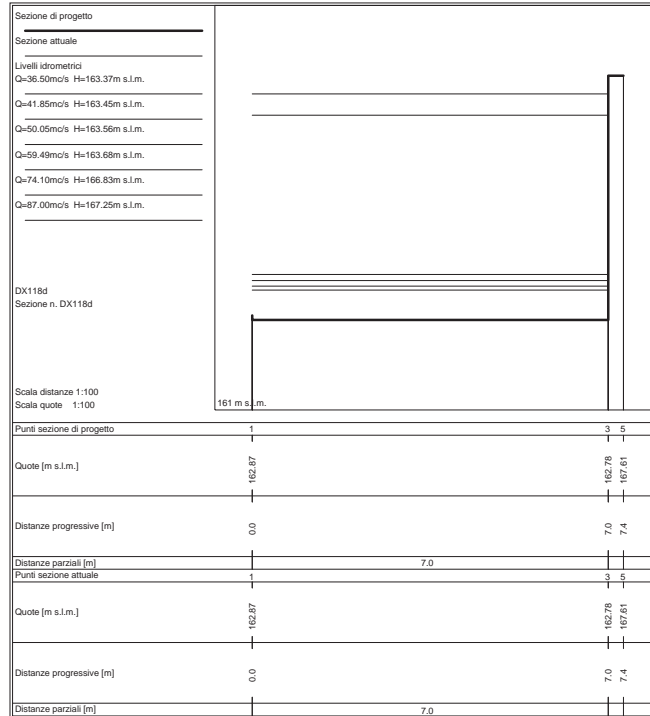 Sezione di progetto
Sezione attuale
Livelli idrometrici
Q=36.50mc/s H=163.37m s.l.m.
Q=41.85mc/s H=163.45m s.l.m.
Q=50.05mc/s H=163.56m s.l.m.
Q=59.49mc/s H=163.68m s.l.m.
Q=74.10mc/s H=166.83m s.l.m.
Q=87.00mc/s H=167.25m s.l.m.
DX118d
Sezione n. DX118d
Scala distanze 1:100
Scala quote 1:100
161 m s.l.m.
Punti sezione di progetto 1 3 5
Quote [m s.l.m.] 162.87 162.78 167.61
Distanze progressive [m] 0.0 7.0 7.4
Distanze parziali [m] 7.0
Punti sezione attuale 1 3 5
Quote [m s.l.m.] 162.87 162.78 167.61
Distanze progressive [m] 0.0 7.0 7.4
Distanze parziali [m] 7.0